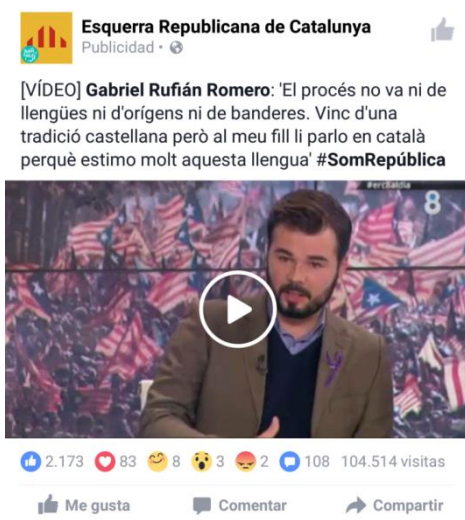 Esquerra Republicana de Catalunya
Publicidad ·
[VÍDEO] Gabriel Rufián Romero: 'El procés no va ni de
llengües ni d'orígens ni de banderes. Vinc d'una
tradició castellana però al meu fill li parlo en català
perquè estimo molt aquesta llengua' #SomRepública
#ercBaldia
8
2.173 83 8 3 2 108 104.514 visitas
Me gusta Comentar Compartir